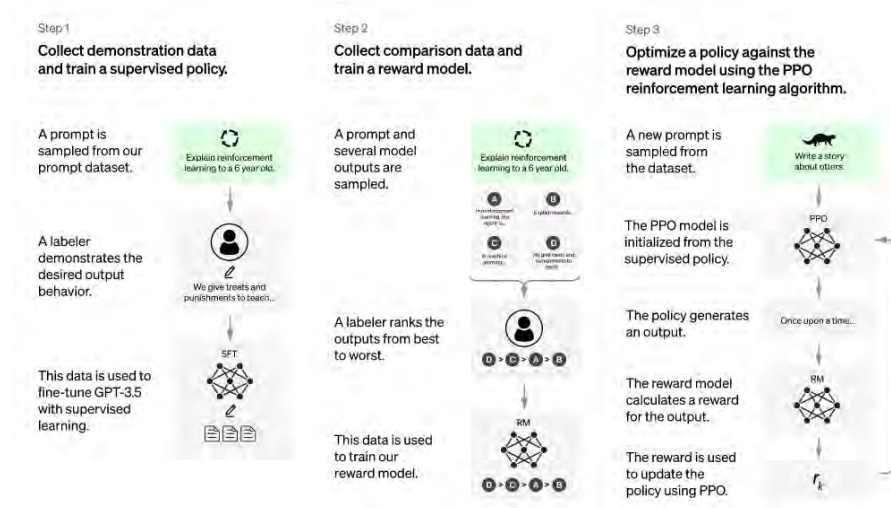 Step 1
Collect demonstration data
and train a supervised policy.
A prompt is
sampled from our
prompt dataset.
Explain reinforcement
learning to a 6 year old.
A labeler
demonstrates the
desired output
behavior.
We give treats and
punishments to teach...
SFT
This data is used to
fine-tune GPT-3.5
with supervised
learning.
Step 2
Collect comparison data and
train a reward model.
A prompt and
several model
outputs are
sampled.
Explain reinforcement
learning to a 6 year old.
A
B
Explain rewards...
C
D
A labeler ranks the
outputs from best
to worst.
D > C > A > B
RM
This data is used
to train our
reward model.
D > C > A > B
Step 3
Optimize a policy against the
reward model using the PPO
reinforcement learning algorithm.
A new prompt is
sampled from
the dataset.
Write a story
about otters.
PPO
The PPO model is
initialized from the
supervised policy.
The policy generates
an output.
Once upon a time...
RM
The reward model
calculates a reward
for the output.
The reward is used
to update the
policy using PPO.
rk